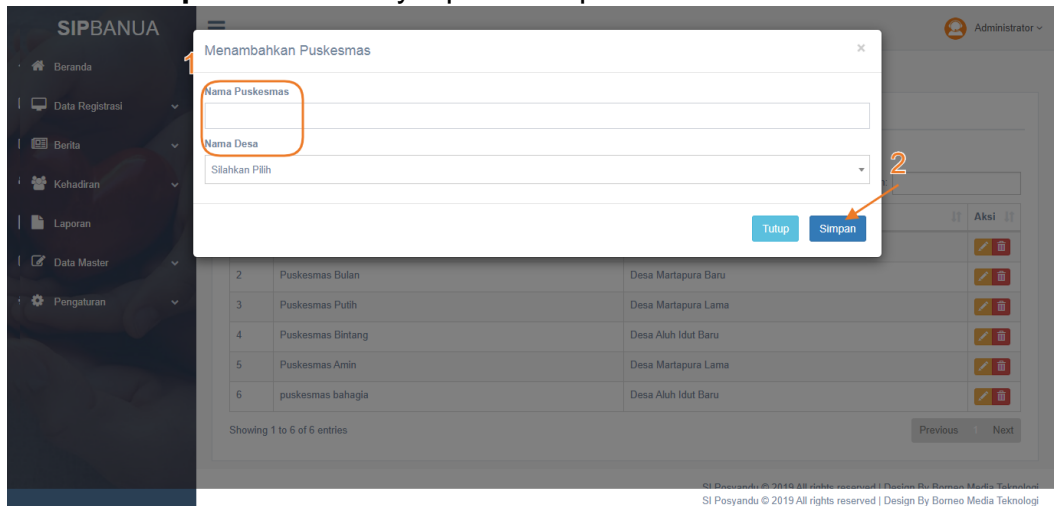 SIPBANUA
Administrator
Menambahkan Puskesmas
×
1
Beranda
Nama Puskesmas
Data Registrasi
Berita
Nama Desa
Silahkan Pilih
2
Kehadiran
Laporan
Aksi
Tutup
Simpan
Data Master
2 Puskesmas Bulan Desa Martapura Baru
Pengaturan
3 Puskesmas Putih Desa Martapura Lama
4 Puskesmas Bintang Desa Aluh Idut Baru
5 Puskesmas Amin Desa Martapura Lama
6 puskesmas bahagia Desa Aluh Idut Baru
Showing 1 to 6 of 6 entries
Previous 1 Next
SI Posyandu © 2019 All rights reserved | Design By Borneo Media Teknologi
SI Posyandu © 2019 All rights reserved | Design By Borneo Media Teknologi